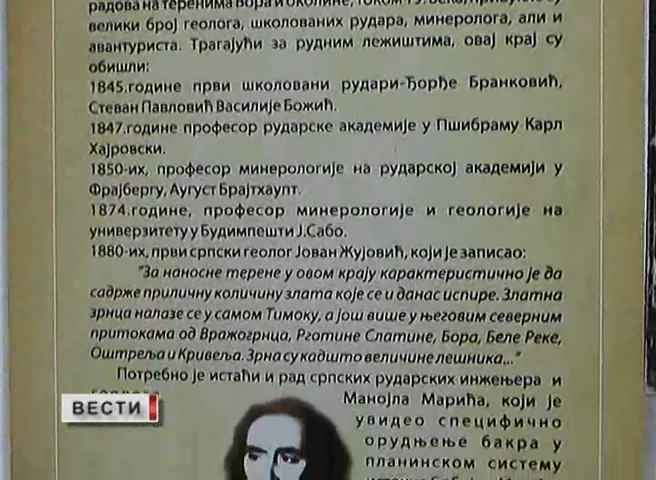 радова на теренима Бора и околине, током 19. века,
велики број геолога, школованих рудара, минеролога, али и
авантуриста. Трагајући за рудним лежиштима, овај крај су
обишли:
1845.године први школовани рудари-Ђорђе Бранковић,
Стеван Павловић Василије Божић.
1847.године професор рударске академије у Пшибраму Карл
Хајровски.
1850-их, професор минерологије на рударској академији у
Фрајбергу, Аугуст Брајтхаупт.
1874.године, професор минерологије и геологије на
универзитету у Будимпешти Ј.Сабо.
1880-их, први српски геолог Јован Жујовић, који је записао:
"За наносне терене у овом крају карактеристично је да
садрже приличну количину злата које се и данас испире. Златна
зрнца налазе се у самом Тимоку, а још више у његовим северним
притокама од Вражогрнца, Рготине Слатине, Бора, Беле Реке,
Оштреља и Кривеља. Зрна су кадшто величине лешника..."
Потребно је истаћи и рад српских рударских инжењера и
Манојла Марића, који је
увидео специфично
орудњење бакра у
планинском систему
ВЕСТИ